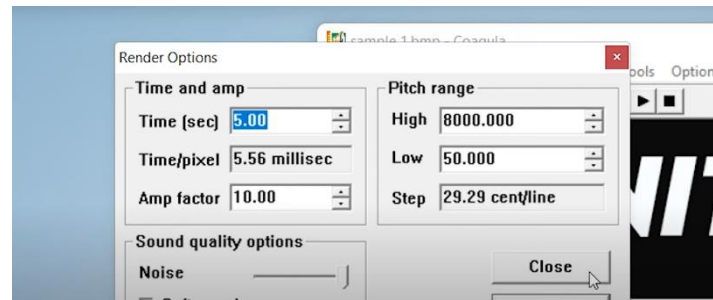 sample 1.bmp - Coagula
Render Options
ools Option
Time and amp
Pitch range
Time (sec) 5.00
High 8000.000
Time/pixel 5.56 millisec
Low 50.000
Amp factor 10.00
Step 29.29 cent/line
Sound quality options
Noise
Close